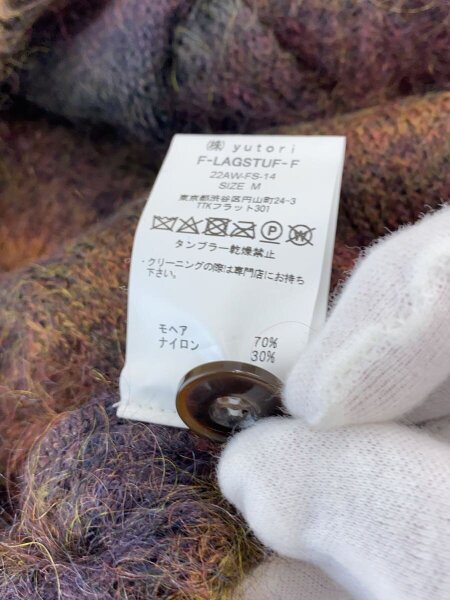 (株) yutori
F-LAGSTUF-F
22AW-FS-14
SIZE M
東京都渋谷区円山町24-3
TTKフラット301
P W
タンブラー乾燥禁止
・クリーニングの際は専門店にお持ち
下さい。
モヘア 70%
ナイロン 30%